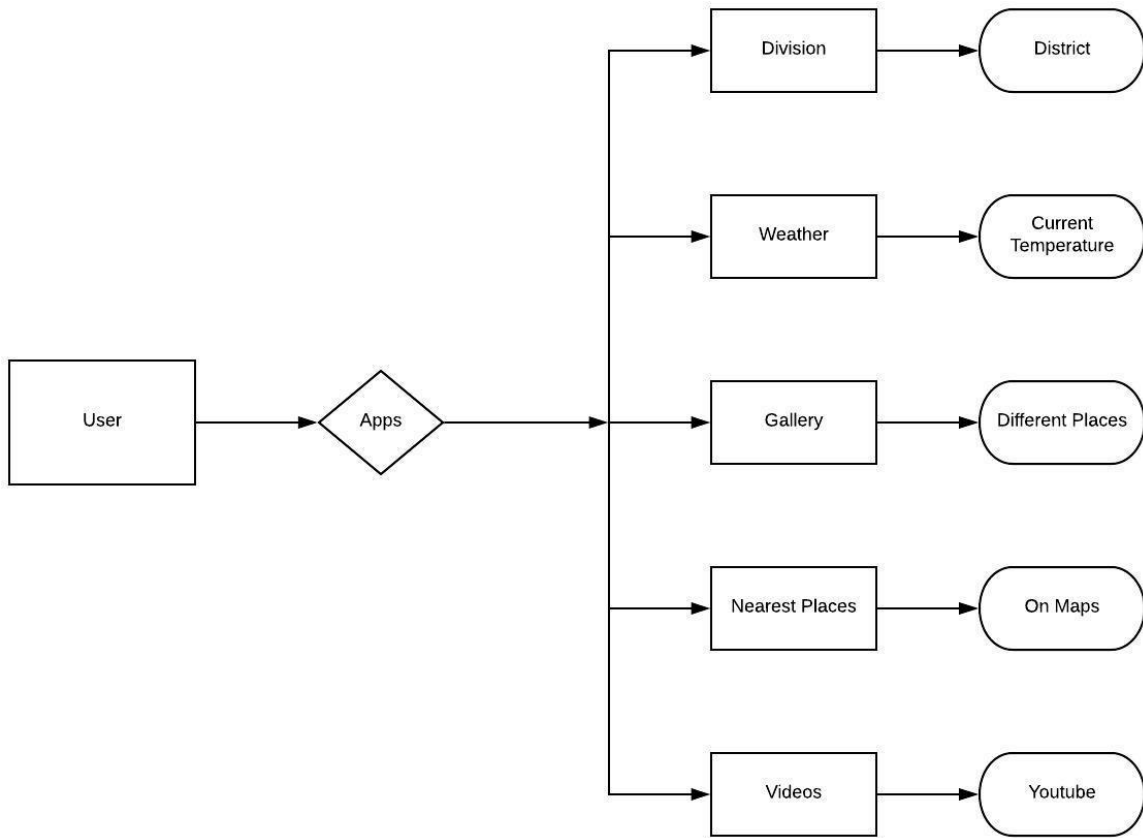 Division
District
Weather
Current
Temperature
User
Apps
Gallery
Different Places
Nearest Places
On Maps
Videos
Youtube